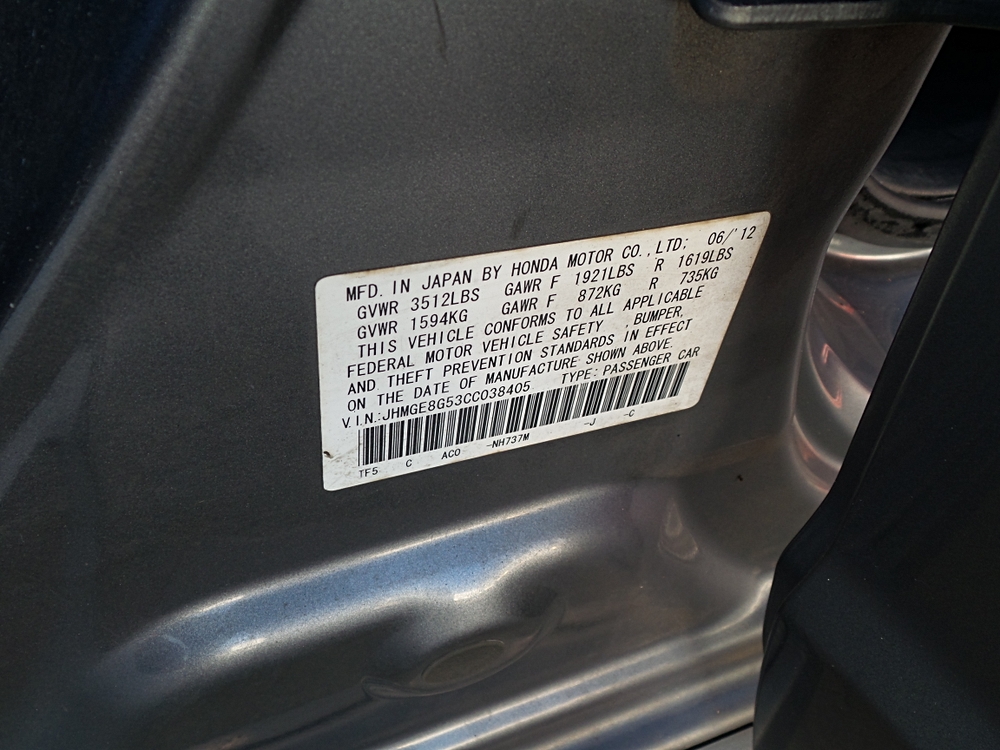 MFD. IN JAPAN BY HONDA MOTOR CO., LTD; 06/'12
GVWR 3512LBS GAWR F 1921LBS R 1619LBS
GVWR 1594KG GAWR F 872KG R 735KG
THIS VEHICLE CONFORMS TO ALL APPLICABLE
FEDERAL MOTOR VEHICLE SAFETY , BUMPER,
AND THEFT PREVENTION STANDARDS IN EFFECT
ON THE DATE OF MANUFACTURE SHOWN ABOVE.
V.I.N.:JHMGE8G53CC038405 TYPE: PASSENGER CAR
TF5 C ACO -NH737M -J -C